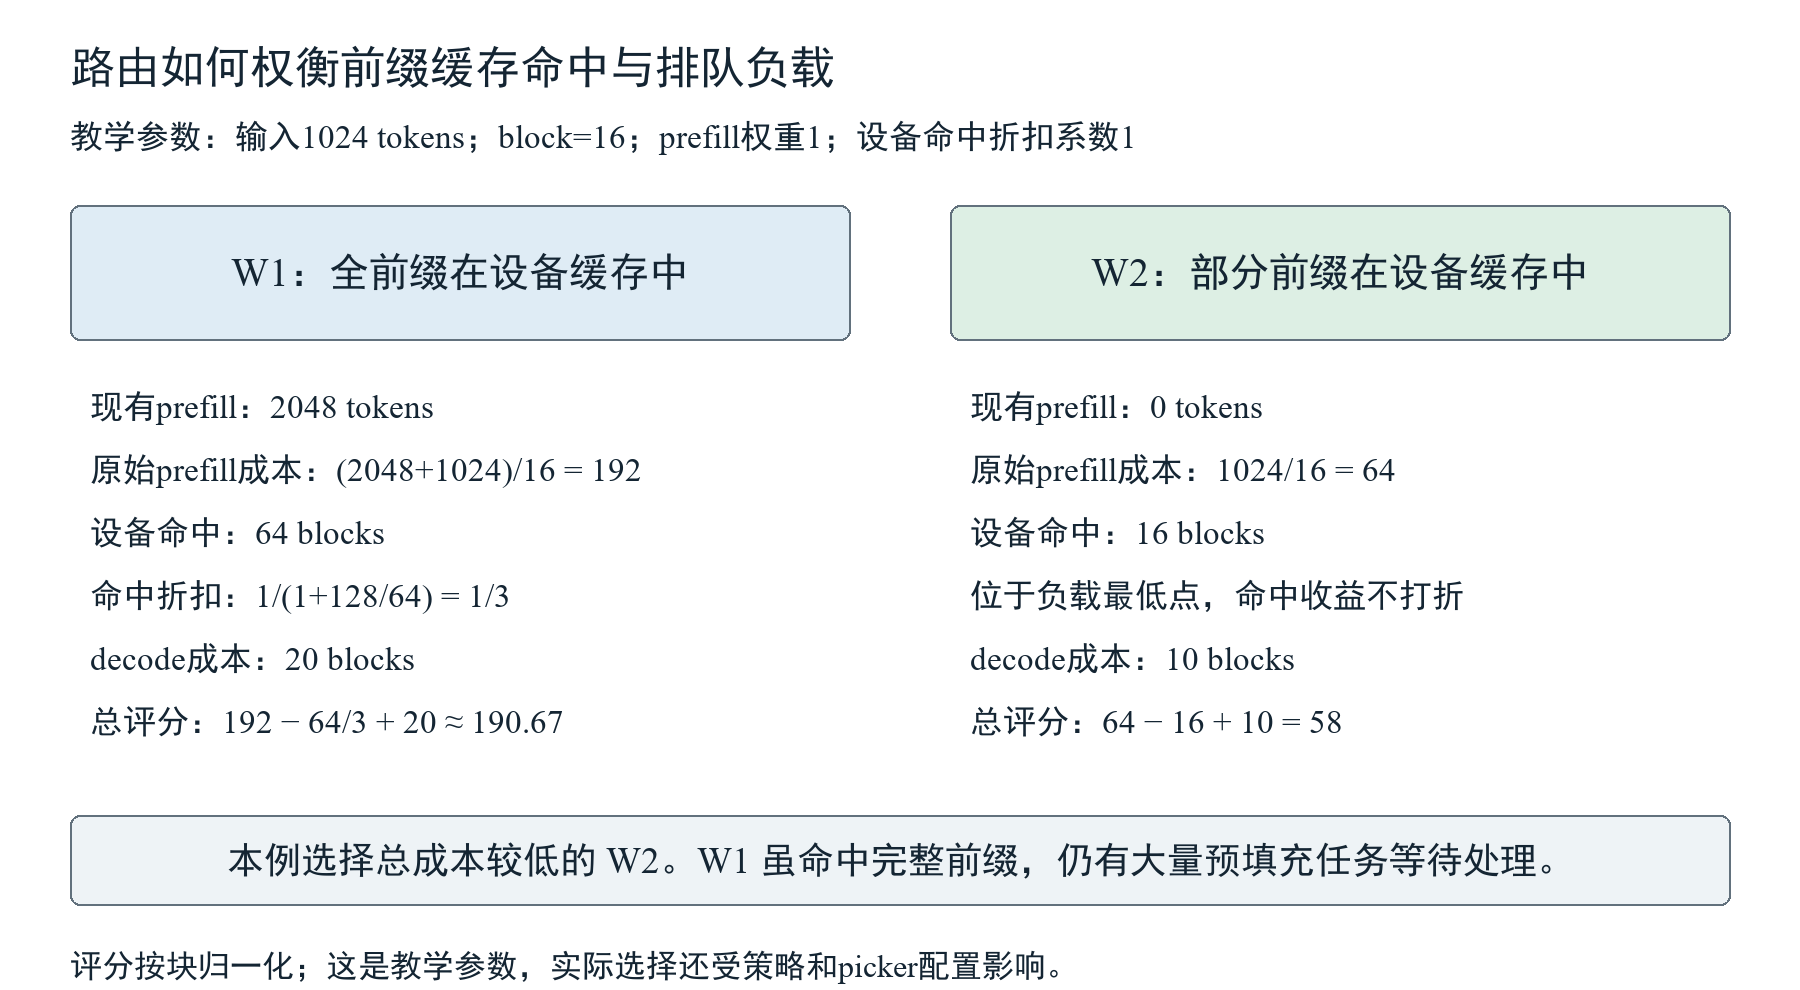 路由如何权衡前缀缓存命中与排队负载
教学参数：输入1024 tokens；block=16；prefill权重1；设备命中折扣系数1
W1：全前缀在设备缓存中
现有prefill：2048 tokens
原始prefill成本：(2048+1024)/16 = 192
设备命中：64 blocks
命中折扣：1/(1+128/64) = 1/3
decode成本：20 blocks
总评分：192 − 64/3 + 20 ≈ 190.67
W2：部分前缀在设备缓存中
现有prefill：0 tokens
原始prefill成本：1024/16 = 64
设备命中：16 blocks
位于负载最低点，命中收益不打折
decode成本：10 blocks
总评分：64 − 16 + 10 = 58
本例选择总成本较低的 W2。W1 虽命中完整前缀，仍有大量预填充任务等待处理。
评分按块归一化；这是教学参数，实际选择还受策略和picker配置影响。